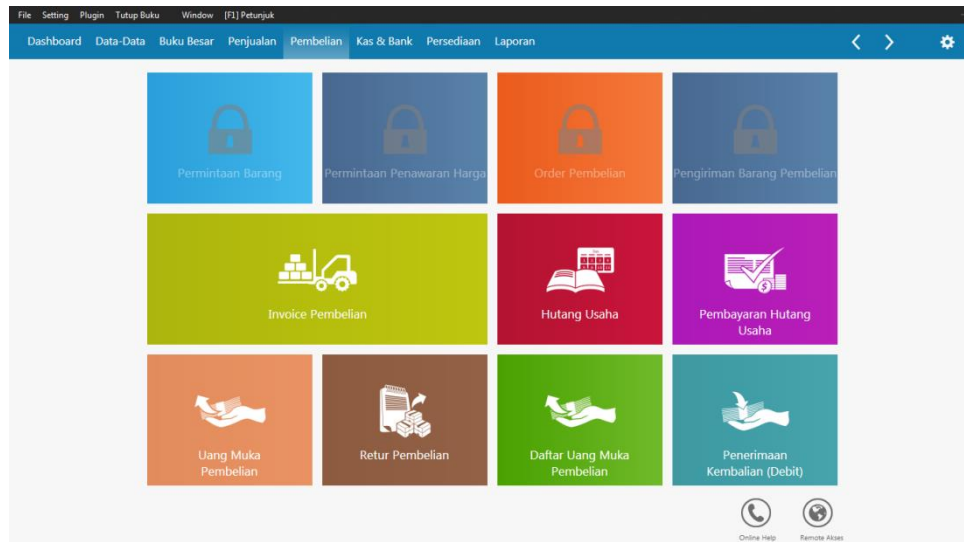 File Setting Plugin Tutup Buku Window [F1] Petunjuk
Dashboard Data-Data Buku Besar Penjualan Pembelian Kas & Bank Persediaan Laporan
Permintaan Barang
Permintaan Penawaran Harga
Order Pembelian
Pengiriman Barang Pembelian
Invoice Pembelian
Hutang Usaha
Pembayaran Hutang
Usaha
Uang Muka
Pembelian
Retur Pembelian
Daftar Uang Muka
Pembelian
Penerimaan
Kembalian (Debit)
Online Help
Remote Akses